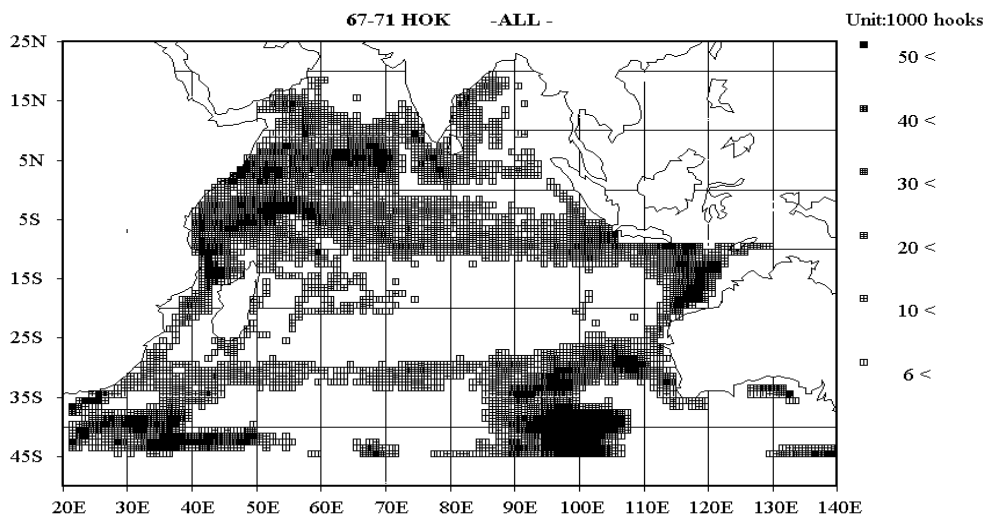 67-71 HOK -ALL -
Unit:1000 hooks
50 <
40 <
30 <
20 <
10 <
6 <
25N
15N
5N
5S
15S
25S
35S
45S
20E 30E 40E 50E 60E 70E 80E 90E 100E 110E 120E 130E 140E